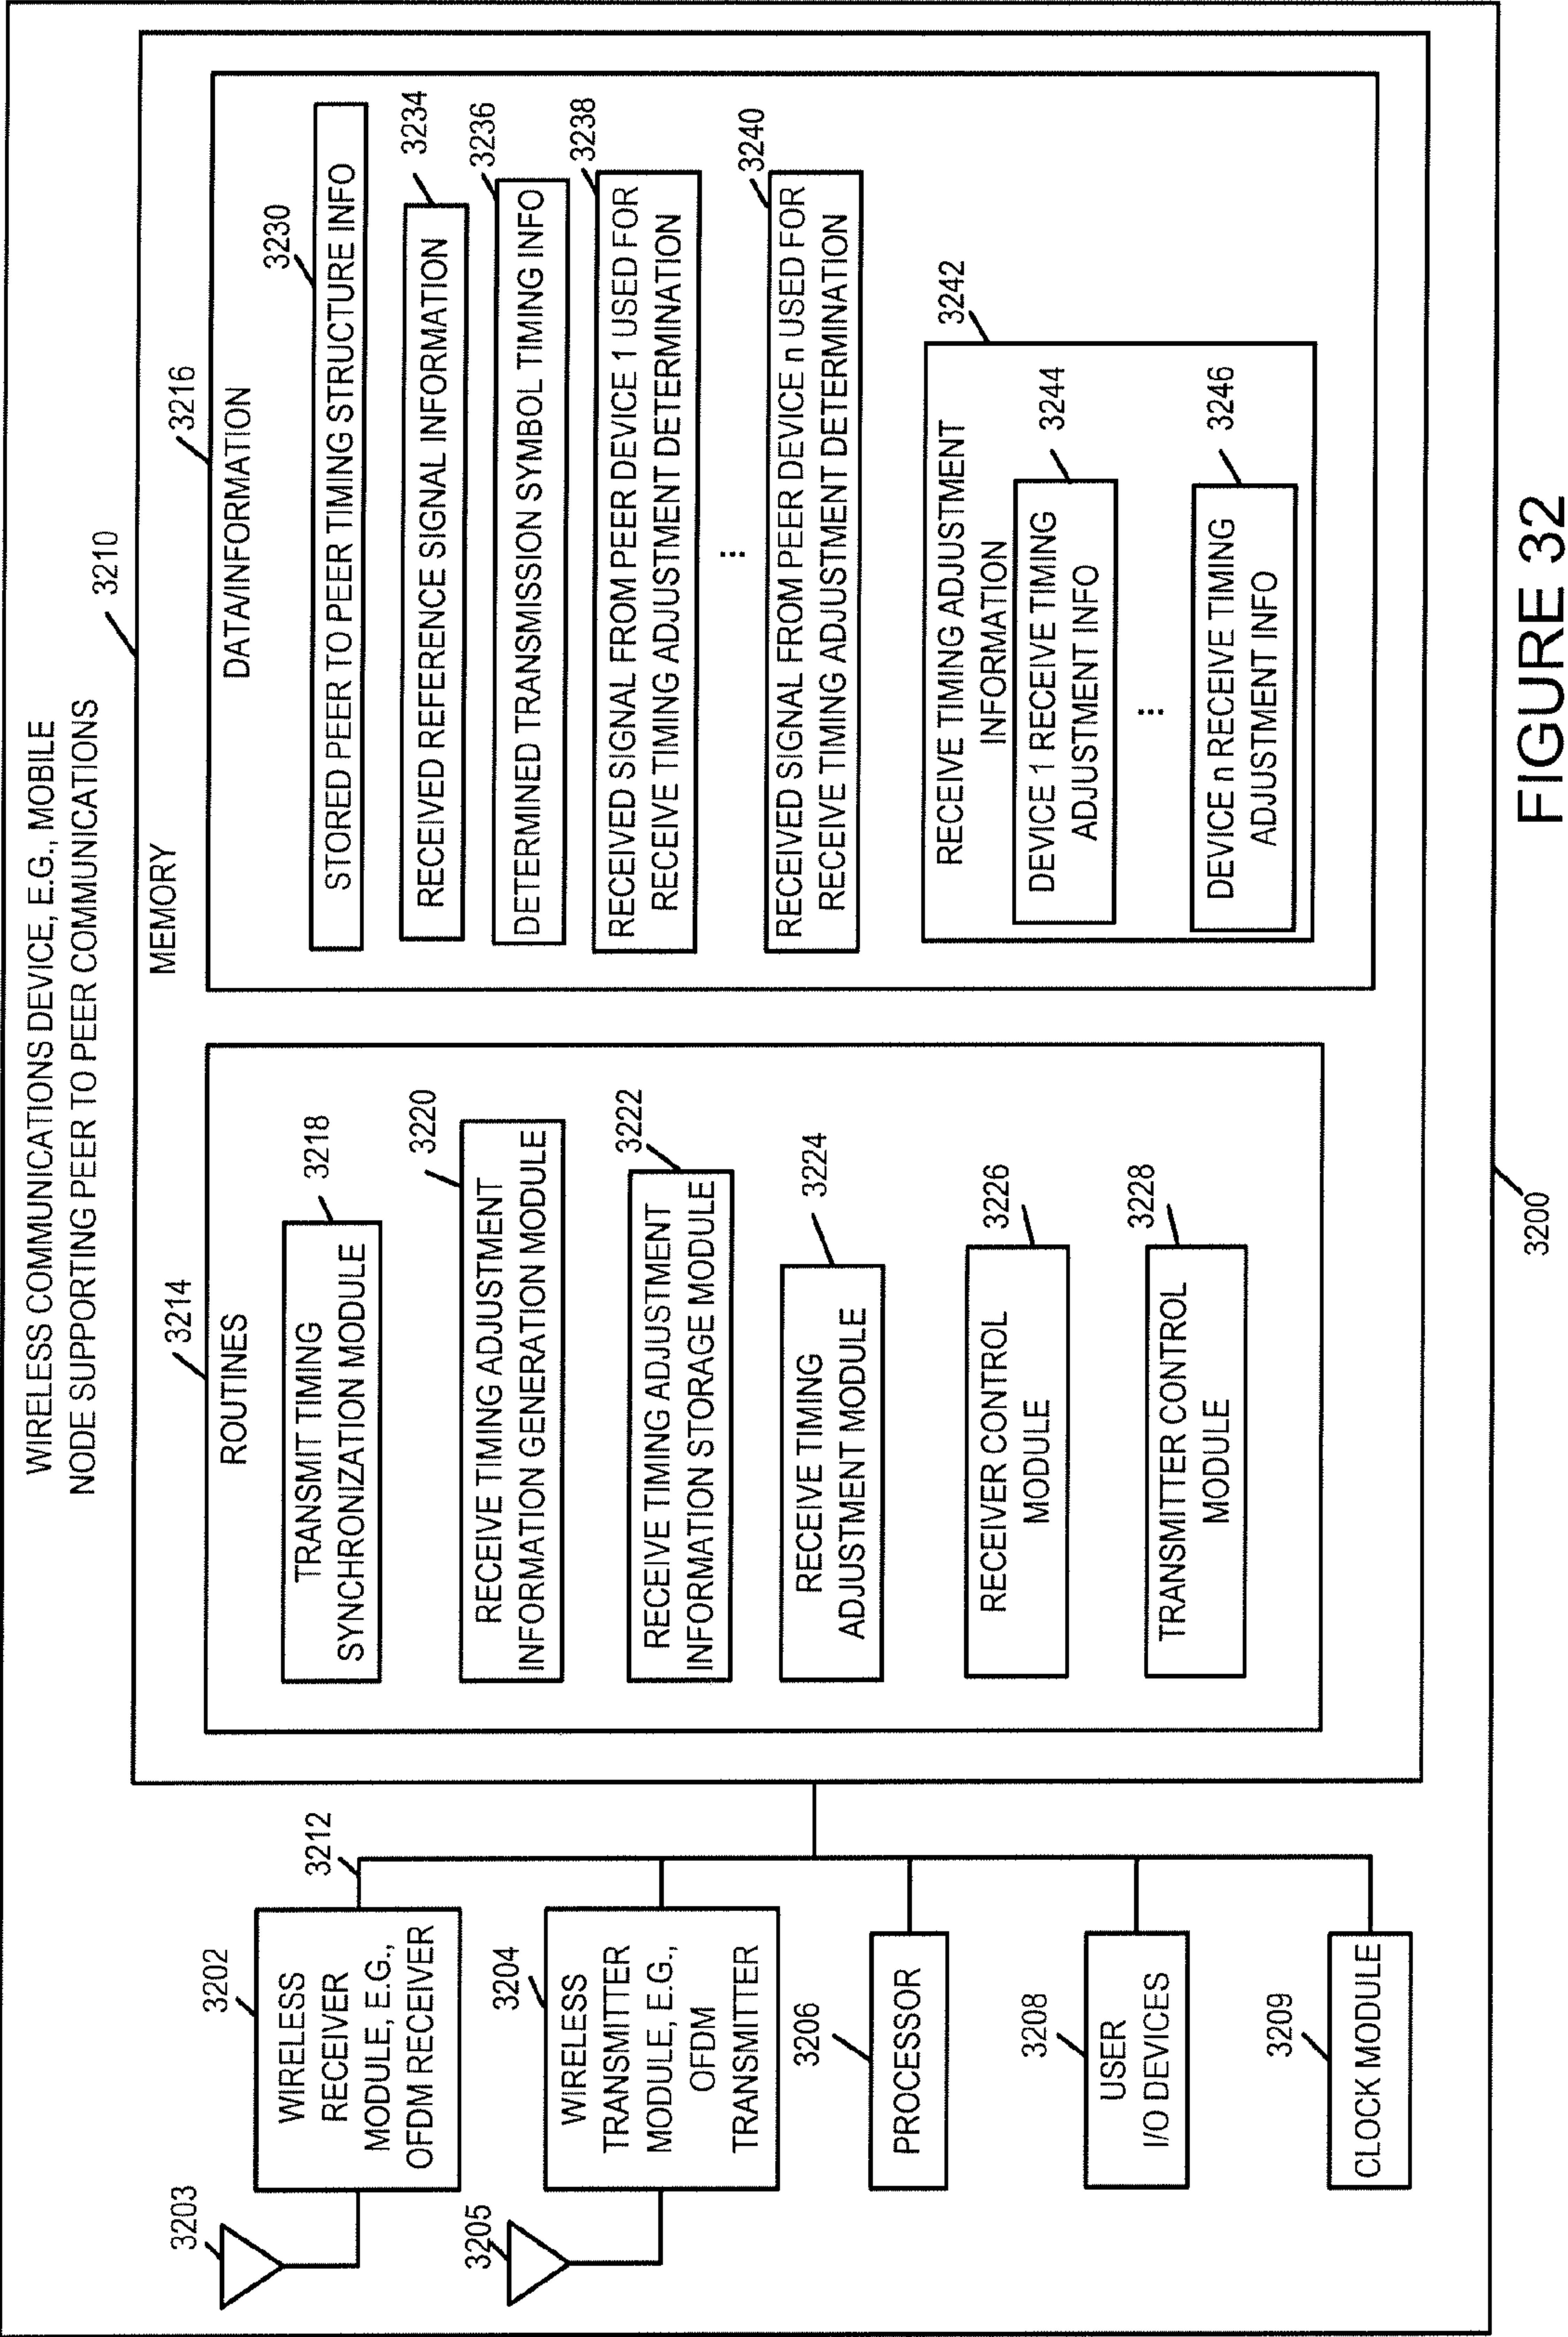 WIRELESS COMMUNICATIONS DEVICE, E.G., MOBILE
NODE SUPPORTING PEER TO PEER COMMUNICATIONS
3203
3202
WIRELESS
RECEIVER
MODULE, E.G.,
OFDM RECEIVER
3212
3205
3204
WIRELESS
TRANSMITTER
MODULE, E.G.,
OFDM
TRANSMITTER
3206
PROCESSOR
3208
USER
I/O DEVICES
3209
CLOCK MODULE
3210
MEMORY
3214
ROUTINES
3218
TRANSMIT TIMING
SYNCHRONIZATION MODULE
3220
RECEIVE TIMING ADJUSTMENT
INFORMATION GENERATION MODULE
3222
RECEIVE TIMING ADJUSTMENT
INFORMATION STORAGE MODULE
3224
RECEIVE TIMING
ADJUSTMENT MODULE
3226
RECEIVER CONTROL
MODULE
3228
TRANSMITTER CONTROL
MODULE
3216
DATA/INFORMATION
3230
STORED PEER TO PEER TIMING STRUCTURE INFO
3234
RECEIVED REFERENCE SIGNAL INFORMATION
3236
DETERMINED TRANSMISSION SYMBOL TIMING INFO
3238
RECEIVED SIGNAL FROM PEER DEVICE 1 USED FOR
RECEIVE TIMING ADJUSTMENT DETERMINATION
...
3240
RECEIVED SIGNAL FROM PEER DEVICE n USED FOR
RECEIVE TIMING ADJUSTMENT DETERMINATION
3242
RECEIVE TIMING ADJUSTMENT
INFORMATION
3244
DEVICE 1 RECEIVE TIMING
ADJUSTMENT INFO
...
3246
DEVICE n RECEIVE TIMING
ADJUSTMENT INFO
3200
FIGURE 32